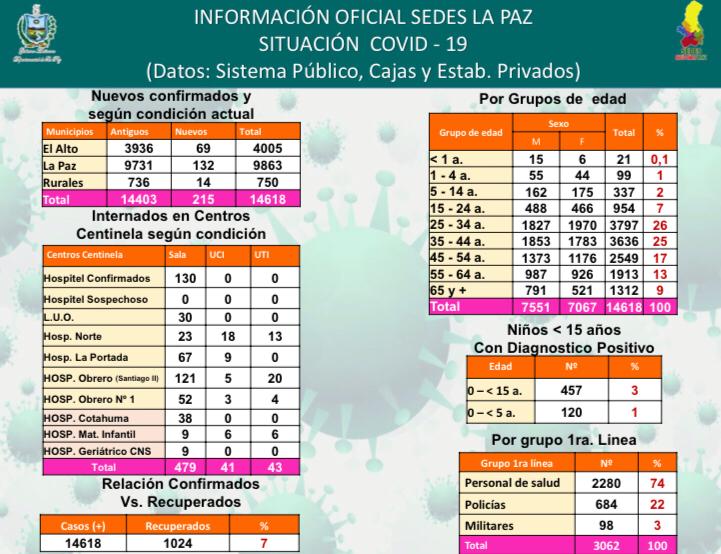 INFORMACIÓN OFICIAL SEDES LA PAZ
SITUACIÓN COVID - 19
(Datos: Sistema Público, Cajas y Estab. Privados)
SEDES
Nuevos confirmados y
según condición actual
Municipios Antiguos Nuevos Total
El Alto 3936 69 4005
La Paz 9731 132 9863
Rurales 736 14 750
Total 14403 215 14618
Internados en Centros
Centinela según condición
Centros Centinela Sala UCI UTI
Hospitel Confirmados 130 0 0
Hospitel Sospechoso 0 0 0
L.U.O. 30 0 0
Hosp. Norte 23 18 13
Hosp. La Portada 67 9 0
HOSP. Obrero (Santiago II) 121 5 20
HOSP. Obrero Nº 1 52 3 4
HOSP. Cotahuma 38 0 0
HOSP. Mat. Infantil 9 6 6
HOSP. Geriátrico CNS 9 0 0
Total 479 41 43
Relación Confirmados
Vs. Recuperados
Casos (+) Recuperados %
14618 1024 7
Por Grupos de edad
Grupo de edad Sexo Total %
M F
< 1 a. 15 6 21 0,1
1 - 4 a. 55 44 99 1
5 - 14 a. 162 175 337 2
15 - 24 a. 488 466 954 7
25 - 34 a. 1827 1970 3797 26
35 - 44 a. 1853 1783 3636 25
45 - 54 a. 1373 1176 2549 17
55 - 64 a. 987 926 1913 13
65 y + 791 521 1312 9
Total 7551 7067 14618 100
Niños < 15 años
Con Diagnostico Positivo
Edad Nº %
0 – < 15 a. 457 3
0 – < 5 a. 120 1
Por grupo 1ra. Linea
Grupo 1ra línea Nº %
Personal de salud 2280 74
Policías 684 22
Militares 98 3
Total 3062 100